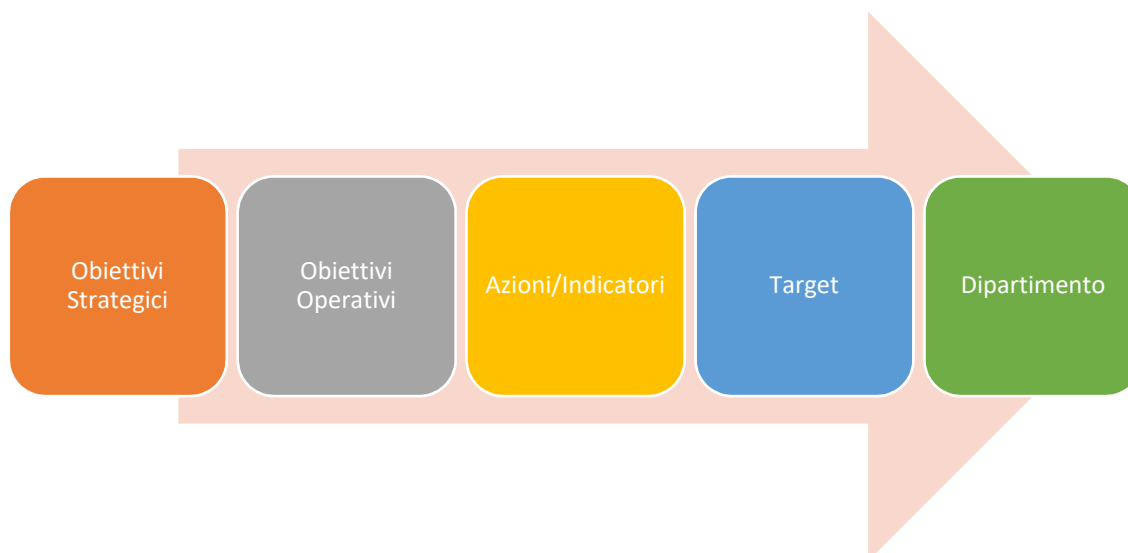 Obiettivi
Strategici
Obiettivi
Operativi
Azioni/Indicatori
Target
Dipartimento